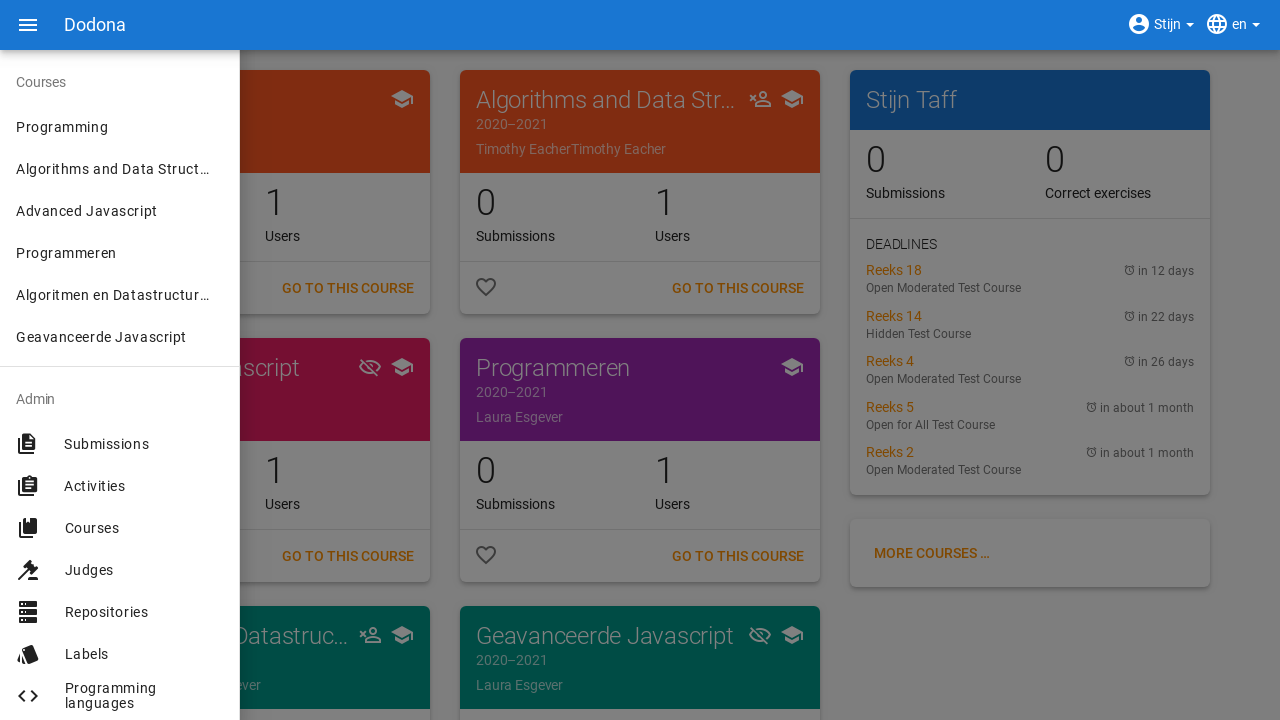 Dodona
Stijn
en
Courses
Programming
Algorithms and Data Struct…
Advanced Javascript
Programmeren
Algoritmen en Datastructur…
Geavanceerde Javascript
Admin
Submissions
Activities
Courses
Judges
Repositories
Labels
Programming
languages
1
Users
GO TO THIS COURSE
Algorithms and Data Str…
2020–2021
Timothy EacherTimothy Eacher
0
1
Submissions
Users
GO TO THIS COURSE
ascript
1
Users
GO TO THIS COURSE
Programmeren
2020–2021
Laura Esgever
0
1
Submissions
Users
GO TO THIS COURSE
Datastruc…
ever
Geavanceerde Javascript
2020–2021
Laura Esgever
Stijn Taff
0
0
Submissions
Correct exercises
DEADLINES
Reeks 18
in 12 days
Open Moderated Test Course
Reeks 14
in 22 days
Hidden Test Course
Reeks 4
in 26 days
Open Moderated Test Course
Reeks 5
in about 1 month
Open for All Test Course
Reeks 2
in about 1 month
Open Moderated Test Course
MORE COURSES …